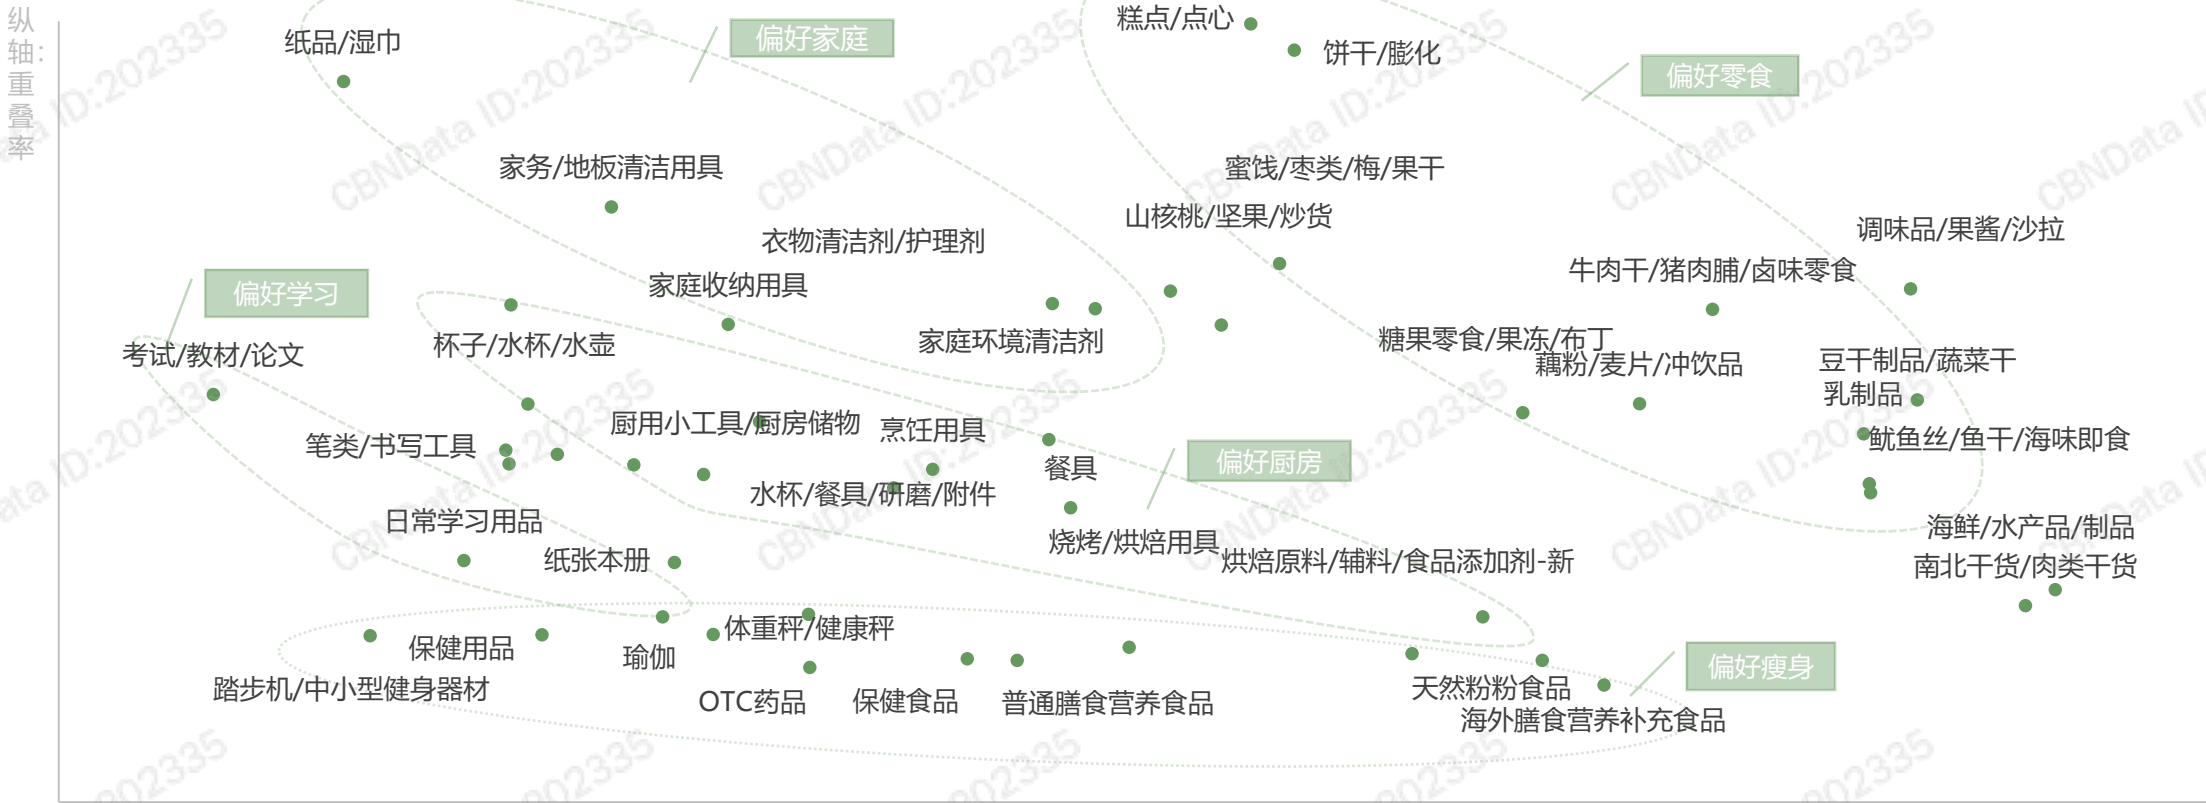 纵轴：重叠率
糕点/点心
纸品/湿巾
偏好家庭
饼干/膨化
偏好零食
家务/地板清洁用具
蜜饯/枣类/梅/果干
山核桃/坚果/炒货
调味品/果酱/沙拉
衣物清洁剂/护理剂
牛肉干/猪肉脯/卤味零食
家庭收纳用具
偏好学习
家庭环境清洁剂
糖果零食/果冻/布丁
杯子/水杯/水壶
考试/教材/论文
藕粉/麦片/冲饮品
豆干制品/蔬菜干
乳制品
厨用小工具/厨房储物
烹饪用具
笔类/书写工具
鱿鱼丝/鱼干/海味即食
偏好厨房
餐具
水杯/餐具/研磨/附件
日常学习用品
海鲜/水产品/制品
烧烤/烘焙用具
纸张本册
烘焙原料/辅料/食品添加剂-新
南北干货/肉类干货
体重秤/健康秤
保健用品
瑜伽
偏好瘦身
踏步机/中小型健身器材
天然粉粉食品
OTC药品
保健食品
普通膳食营养食品
海外膳食营养补充食品
CBNData ID:202335